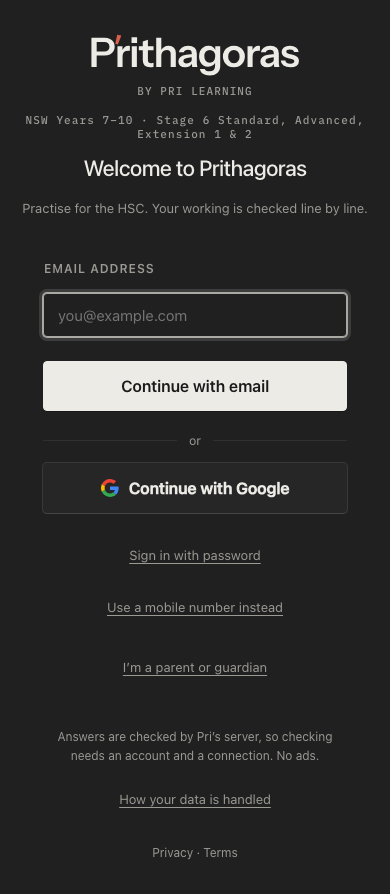 Prithagoras
BY PRI LEARNING
NSW Years 7–10 · Stage 6 Standard, Advanced,
Extension 1 & 2
Welcome to Prithagoras
Practise for the HSC. Your working is checked line by line.
EMAIL ADDRESS
you@example.com
Continue with email
or
Continue with Google
Sign in with password
Use a mobile number instead
I’m a parent or guardian
Answers are checked by Pri’s server, so checking
needs an account and a connection. No ads.
How your data is handled
Privacy · Terms